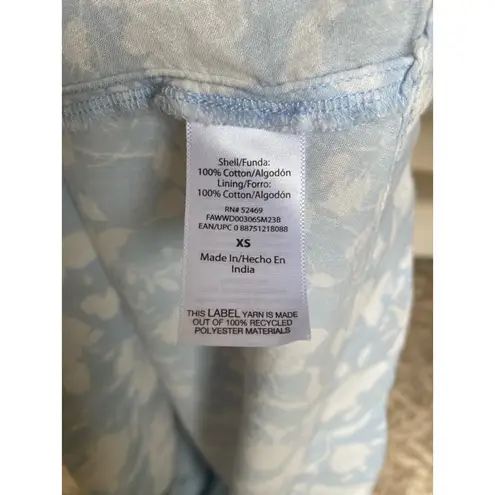 Shell/Funda:
100% Cotton/Algodón
Lining/Forro:
100% Cotton/Algodón
RN# 52469
FAWWD00306SM23B
EAN/UPC 0 88751218088
XS
Made In/Hecho En
India
THIS LABEL YARN IS MADE
OUT OF 100% RECYCLED
POLYESTER MATERIALS